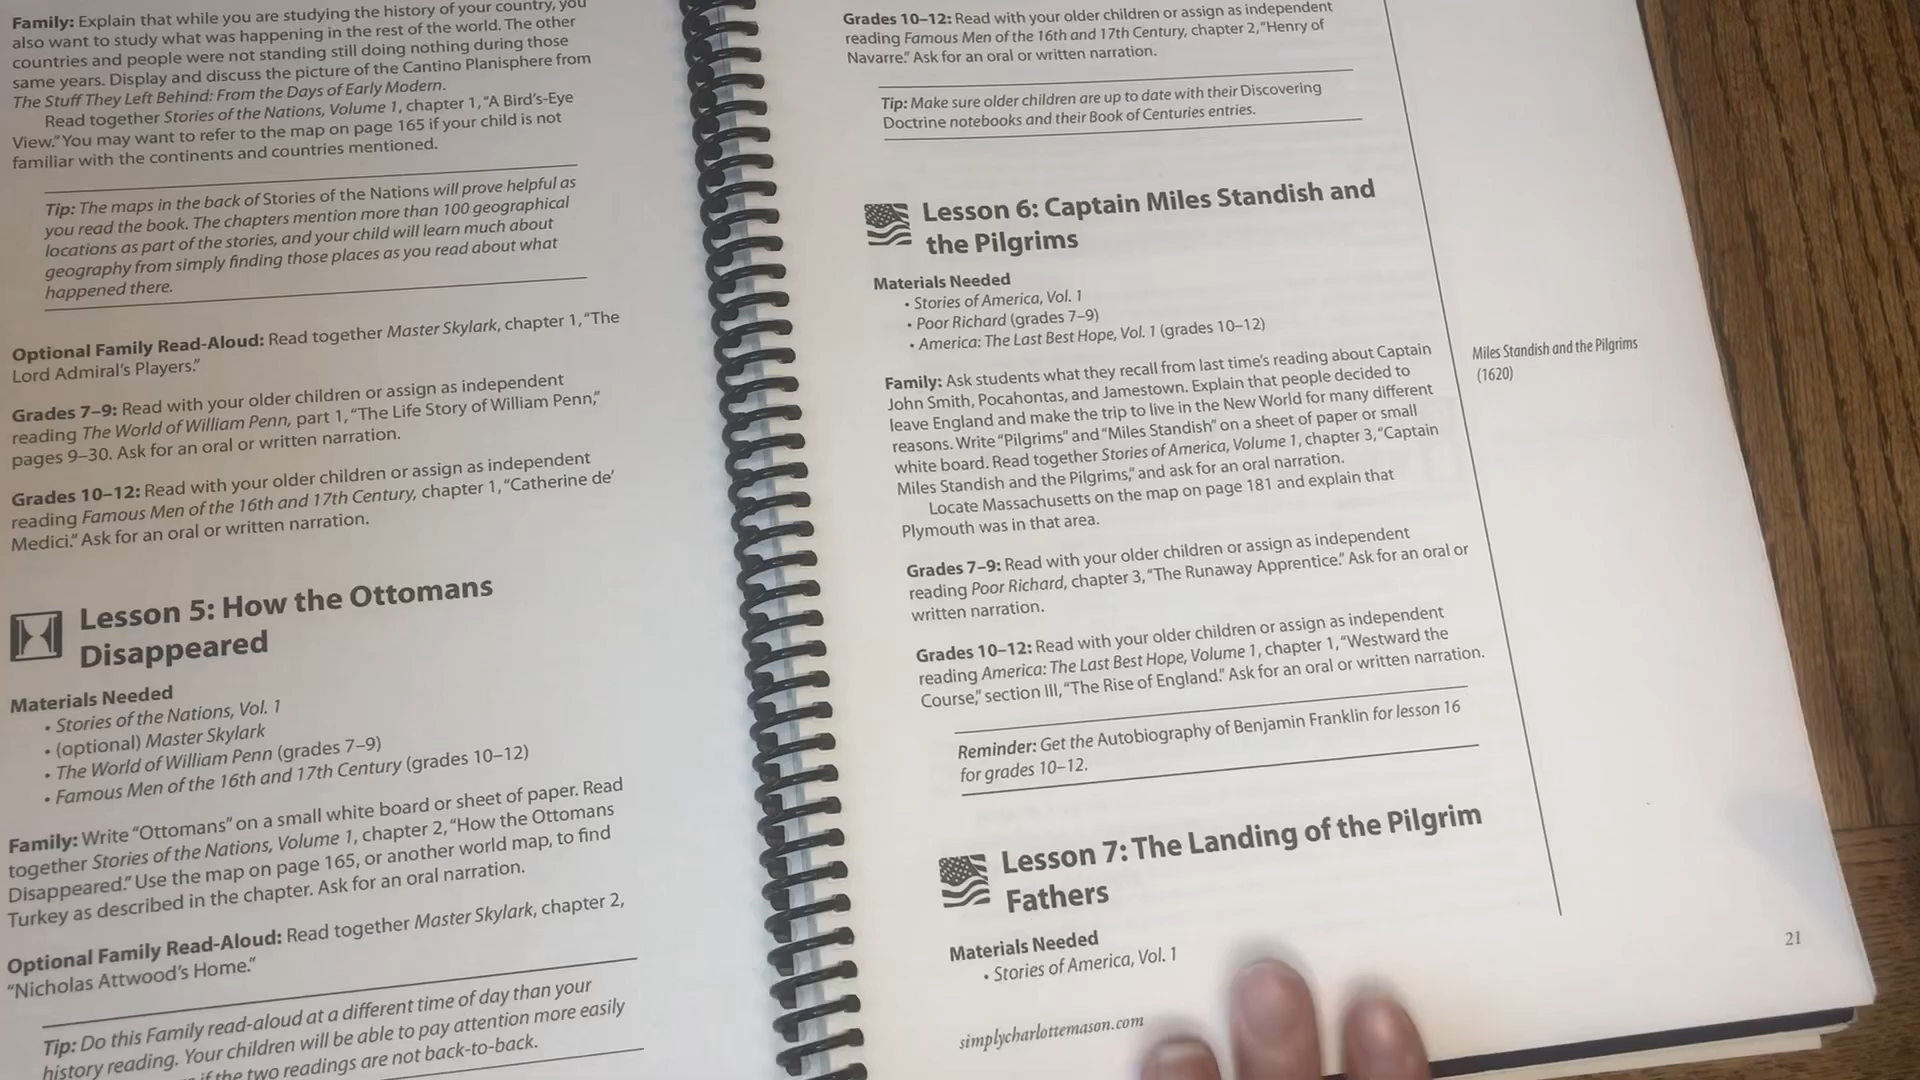 Family: Explain that while you are studying the history of your country, you
also want to study what was happening in the rest of the world. The other
countries and people were not standing still doing nothing during those
same years. Display and discuss the picture of the Cantino Planisphere from
The Stuff They Left Behind: From the Days of Early Modern.
Read together Stories of the Nations, Volume 1, chapter 1, “A Bird’s-Eye
View.” You may want to refer to the map on page 165 if your child is not
familiar with the continents and countries mentioned.
Tip: The maps in the back of Stories of the Nations will prove helpful as
you read the book. The chapters mention more than 100 geographical
locations as part of the stories, and your child will learn much about
geography from simply finding those places as you read about what
happened there.
Optional Family Read-Aloud: Read together Master Skylark, chapter 1, “The
Lord Admiral’s Players.”
Grades 7–9: Read with your older children or assign as independent
reading The World of William Penn, part 1, “The Life Story of William Penn,”
pages 9–30. Ask for an oral or written narration.
Grades 10–12: Read with your older children or assign as independent
reading Famous Men of the 16th and 17th Century, chapter 1, “Catherine de’
Medici.” Ask for an oral or written narration.
Lesson 5: How the Ottomans
Disappeared
Materials Needed
• Stories of the Nations, Vol. 1
• (optional) Master Skylark
• The World of William Penn (grades 7–9)
• Famous Men of the 16th and 17th Century (grades 10–12)
Family: Write “Ottomans” on a small white board or sheet of paper. Read
together Stories of the Nations, Volume 1, chapter 2, “How the Ottomans
Disappeared.” Use the map on page 165, or another world map, to find
Turkey as described in the chapter. Ask for an oral narration.
Optional Family Read-Aloud: Read together Master Skylark, chapter 2,
“Nicholas Attwood’s Home.”
Tip: Do this Family read-aloud at a different time of day than your
history reading. Your children will be able to pay attention more easily
if the two readings are not back-to-back.
Grades 10–12: Read with your older children or assign as independent
reading Famous Men of the 16th and 17th Century, chapter 2, “Henry of
Navarre.” Ask for an oral or written narration.
Tip: Make sure older children are up to date with their Discovering
Doctrine notebooks and their Book of Centuries entries.
Lesson 6: Captain Miles Standish and
the Pilgrims
Materials Needed
• Stories of America, Vol. 1
• Poor Richard (grades 7–9)
• America: The Last Best Hope, Vol. 1 (grades 10–12)
Family: Ask students what they recall from last time’s reading about Captain
John Smith, Pocahontas, and Jamestown. Explain that people decided to
leave England and make the trip to live in the New World for many different
reasons. Write “Pilgrims” and “Miles Standish” on a sheet of paper or small
white board. Read together Stories of America, Volume 1, chapter 3, “Captain
Miles Standish and the Pilgrims,” and ask for an oral narration.
Locate Massachusetts on the map on page 181 and explain that
Plymouth was in that area.
Grades 7–9: Read with your older children or assign as independent
reading Poor Richard, chapter 3, “The Runaway Apprentice.” Ask for an oral or
written narration.
Grades 10–12: Read with your older children or assign as independent
reading America: The Last Best Hope, Volume 1, chapter 1, “Westward the
Course,” section III, “The Rise of England.” Ask for an oral or written narration.
Reminder: Get the Autobiography of Benjamin Franklin for lesson 16
for grades 10–12.
Lesson 7: The Landing of the Pilgrim
Fathers
Materials Needed
• Stories of America, Vol. 1
simplycharlottemason.com
Miles Standish and the Pilgrims
(1620)
21